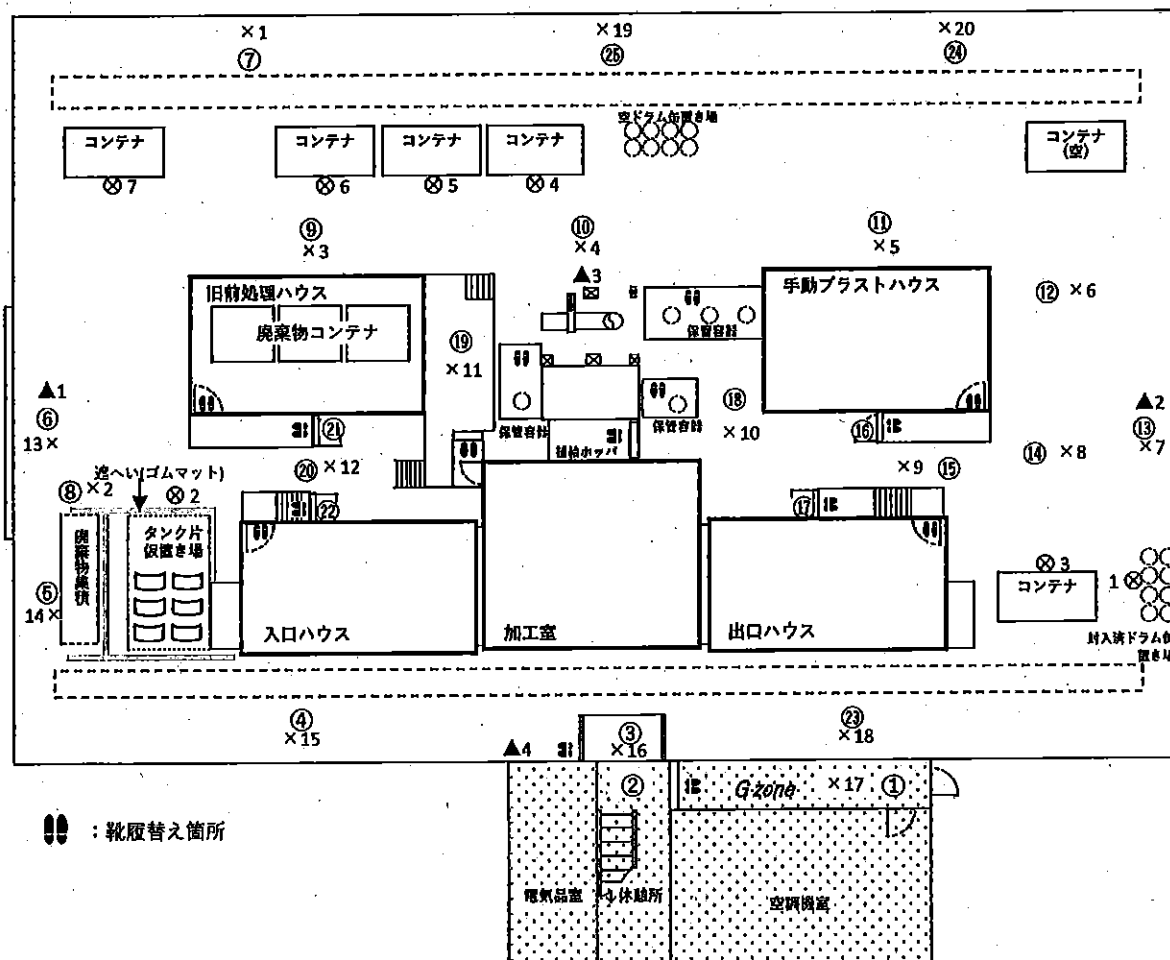 ×1
×19
×20
⑦
㉕
㉔
コンテナ
コンテナ
コンテナ
コンテナ
空ドラム缶置き場
コンテナ
(空)
⊗7
⊗6
⊗5
⊗4
⑨
×3
⑩
×4
▲3
⑪
×5
旧前処理ハウス
廃棄物コンテナ
手動ブラストハウス
⑫ ×6
保管容器
⑲
×11
▲1
⑥
13×
⑱
×10
▲2
⑬
×7
保管容器
保管容器
㉑
⑯
⑭ ×8
⑳ ×12
×9 ⑮
遮へい(ゴムマット)
⑧ ×2
⊗2
㉒
⑰
廃棄物集積
タンク片
仮置き場
⊗3
コンテナ
1⊗
⑤
14×
入口ハウス
加工室
出口ハウス
封入済ドラム缶
置き場
④
×15
▲4
③
×16
㉓
×18
②
G-zone
×17 ①
：靴履替え箇所
電気品室
休憩所
空調機室